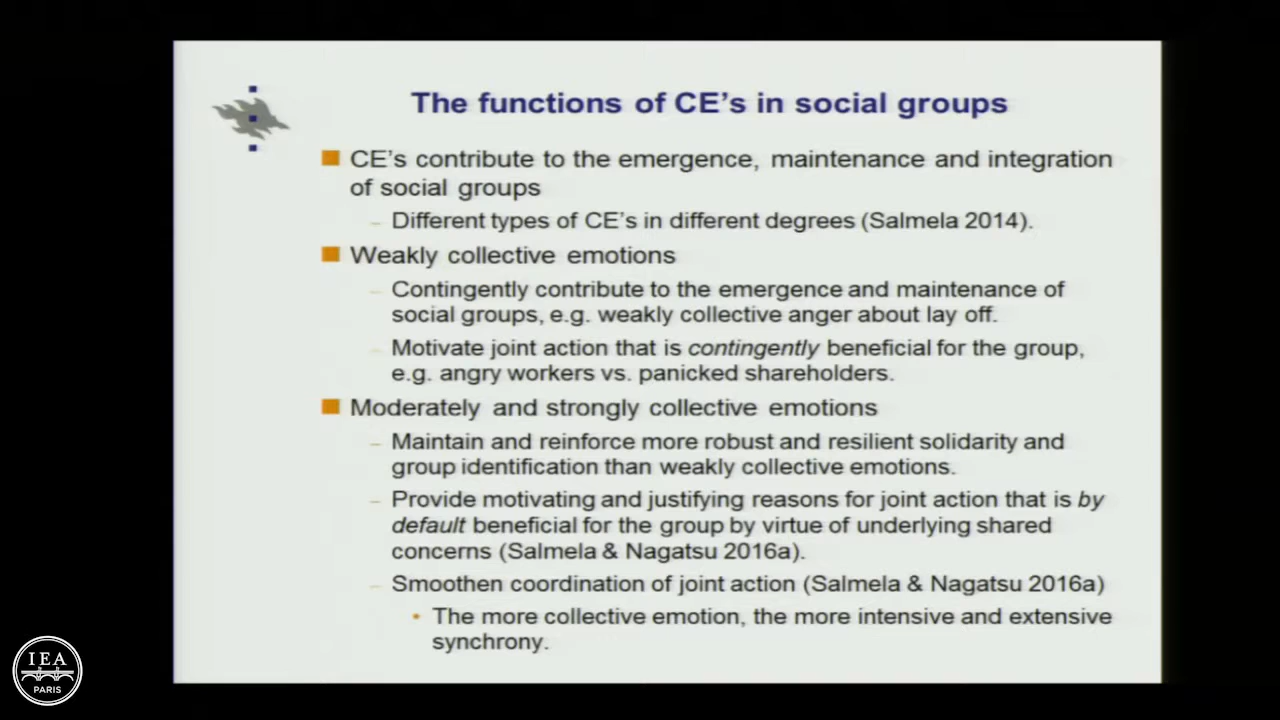 The functions of CE's in social groups
CE's contribute to the emergence, maintenance and integration
of social groups
– Different types of CE's in different degrees (Salmela 2014).
Weakly collective emotions
– Contingently contribute to the emergence and maintenance of
social groups, e.g. weakly collective anger about lay off.
– Motivate joint action that is contingently beneficial for the group,
e.g. angry workers vs. panicked shareholders.
Moderately and strongly collective emotions
– Maintain and reinforce more robust and resilient solidarity and
group identification than weakly collective emotions.
– Provide motivating and justifying reasons for joint action that is by
default beneficial for the group by virtue of underlying shared
concerns (Salmela & Nagatsu 2016a).
– Smoothen coordination of joint action (Salmela & Nagatsu 2016a)
• The more collective emotion, the more intensive and extensive
synchrony.
IEA
PARIS